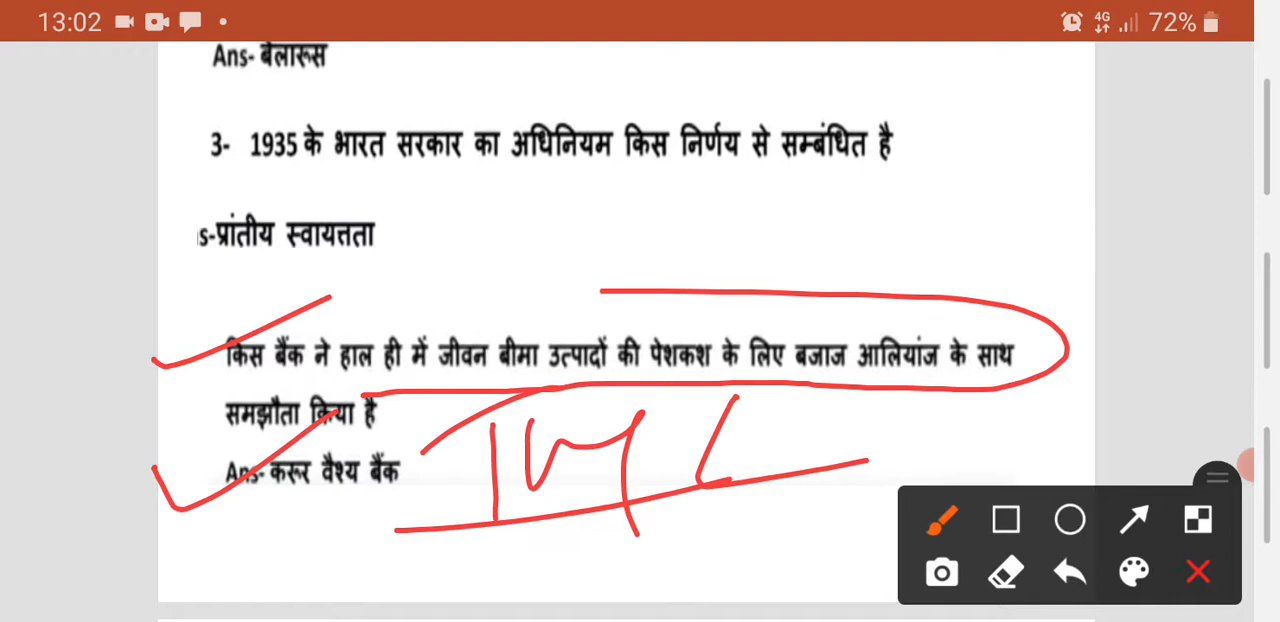 13:02 4G 72%
Ans- बेलारूस
3- 1935 के भारत सरकार का अधिनियम किस निर्णय से सम्बंधित है
s-प्रांतीय स्वायत्तता
किस बैंक ने हाल ही में जीवन बीमा उत्पादों की पेशकश के लिए बजाज आलियांज के साथ
समझौता किया है
Ans- करूर वैश्य बैंक